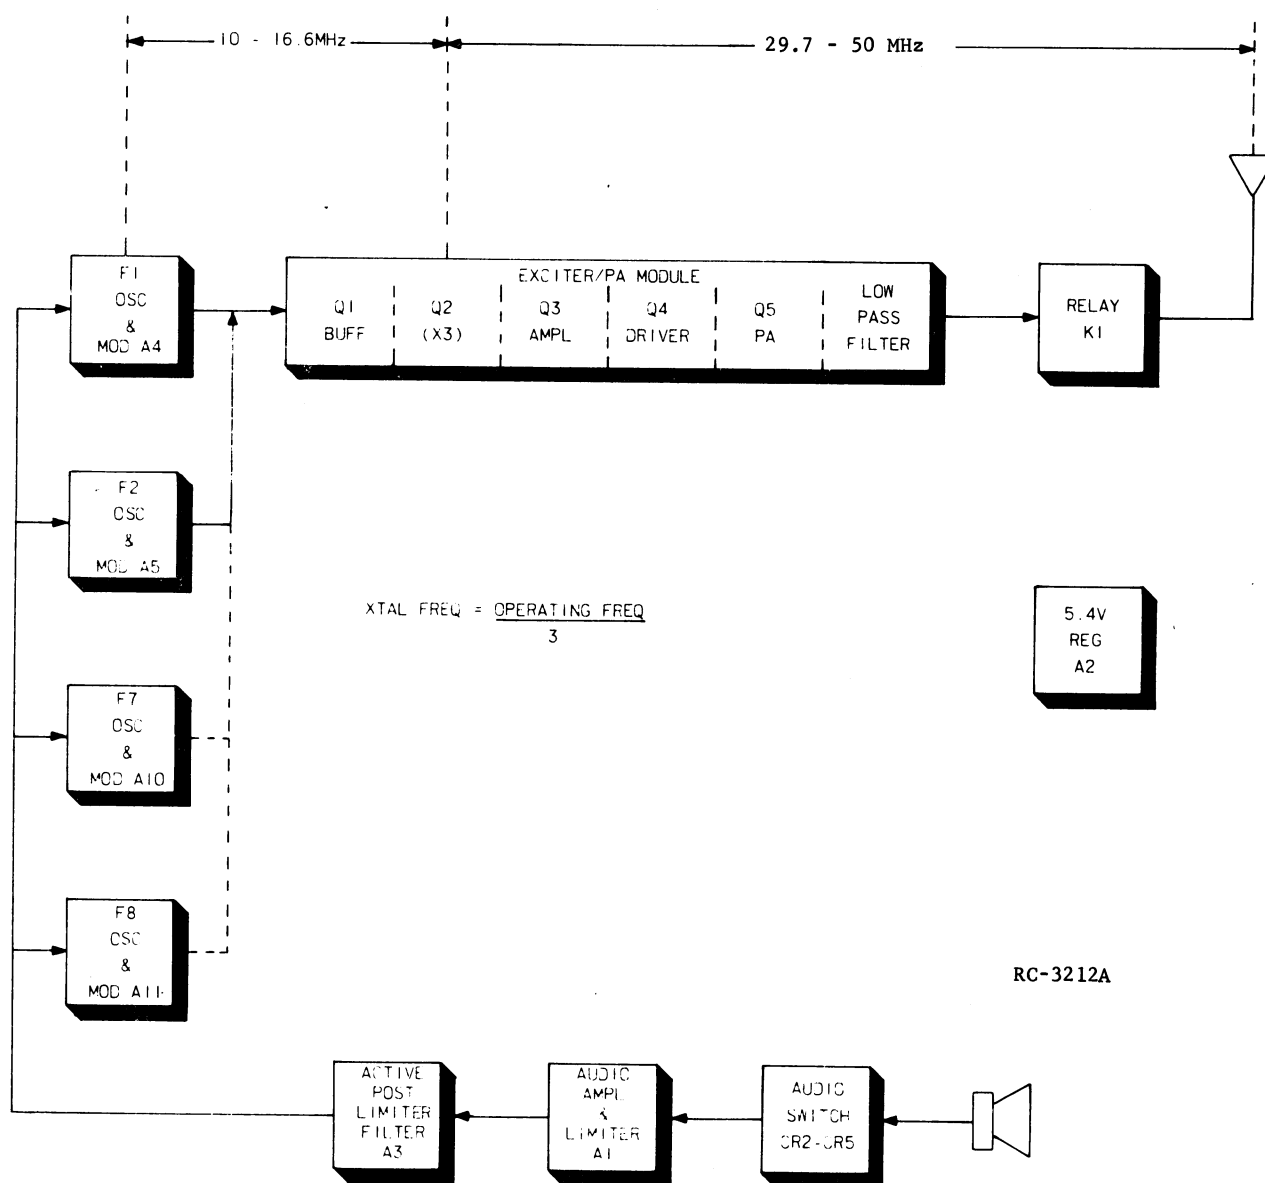 10 - 16.6MHz
29.7 - 50 MHz
F1
OSC
&
MOD A4
EXCITER/PA MODULE
Q1
BUFF
Q2
(X3)
Q3
AMPL
Q4
DRIVER
Q5
PA
LOW
PASS
FILTER
RELAY
K1
F2
OSC
&
MOD A5
XTAL FREQ = OPERATING FREQ
3
5.4V
REG
A2
F7
OSC
&
MOD A10
F8
OSC
&
MOD A11
RC-3212A
ACTIVE
POST
LIMITER
FILTER
A3
AUDIO
AMPL
&
LIMITER
A1
AUDIO
SWITCH
CR2-CR5